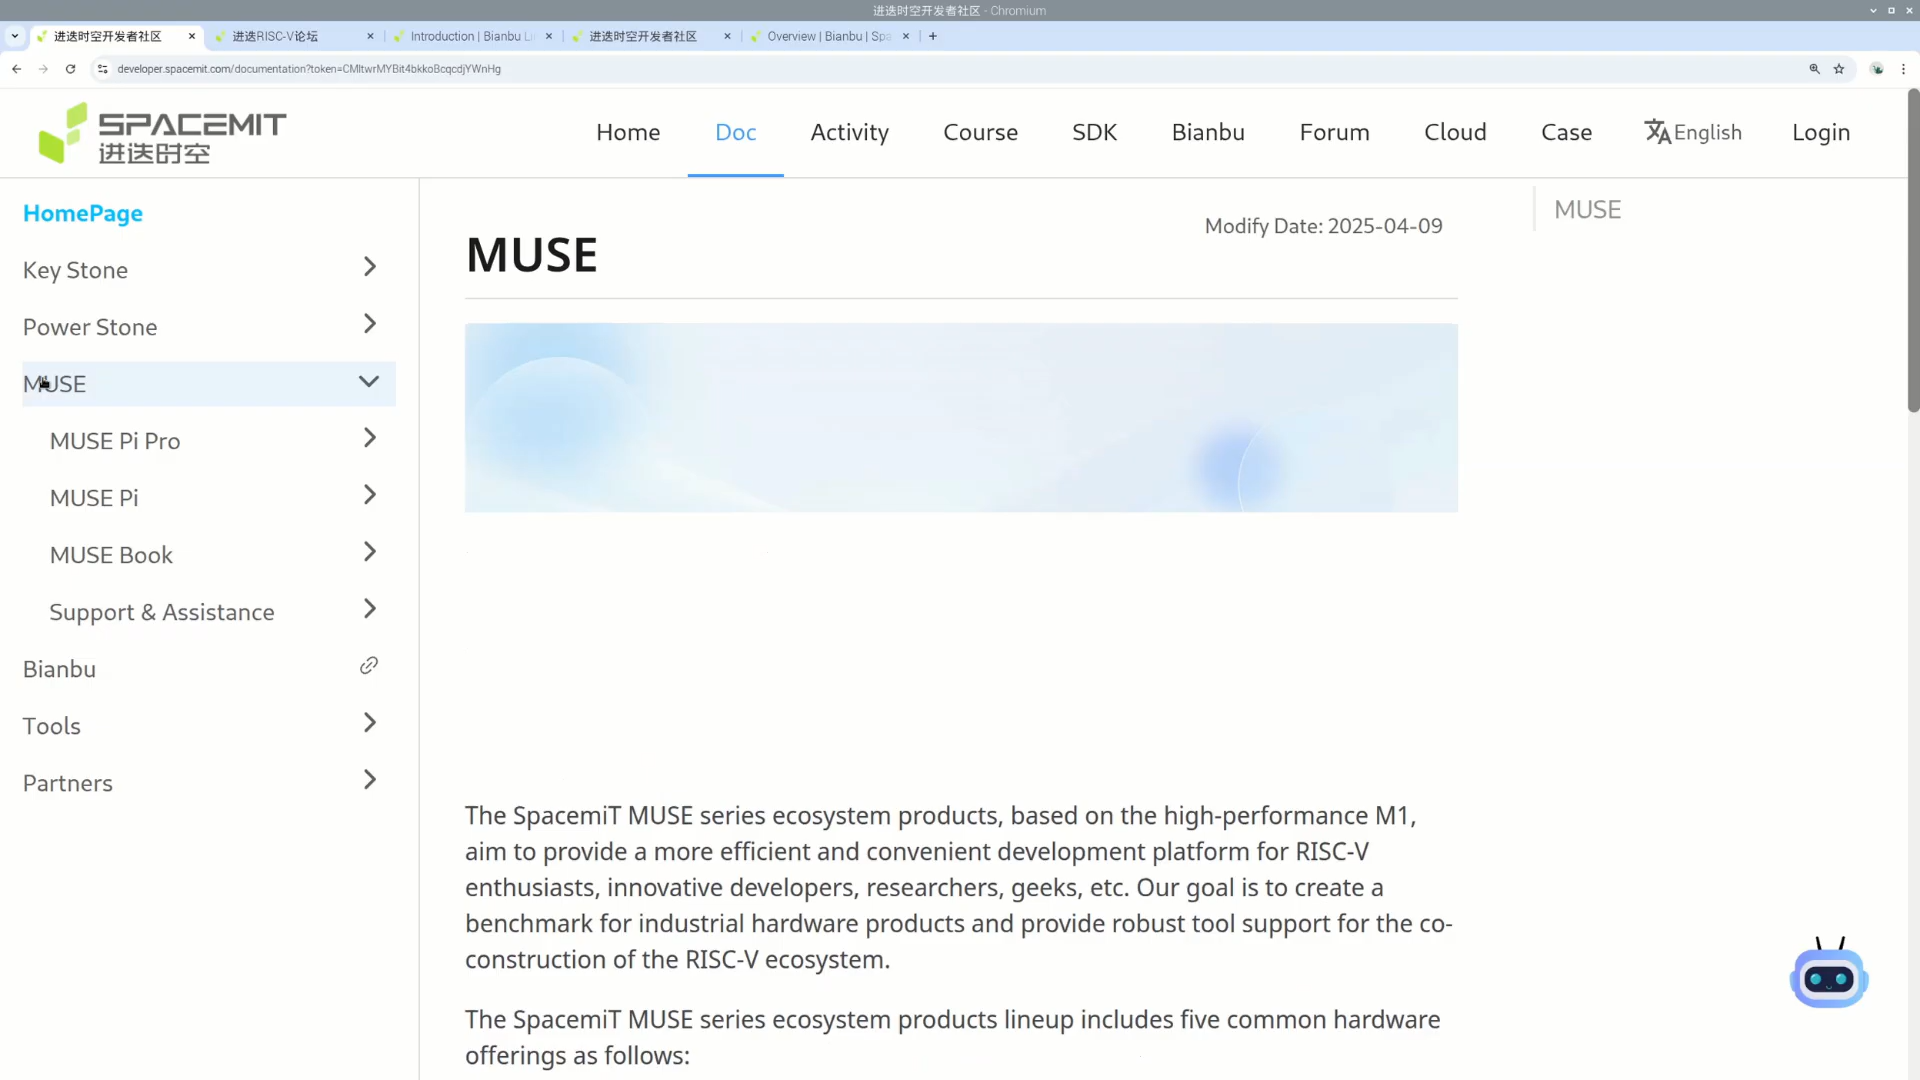 进迭时空开发者社区 - Chromium
进迭时空开发者社区
进迭RISC-V论坛
Introduction | Bianbu Li
进迭时空开发者社区
Overview | Bianbu | Spa
developer.spacemit.com/documentation?token=CMltwrMYBit4bkkoBcqcdjYWnHg
SPACEMIT
进迭时空
Home
Doc
Activity
Course
SDK
Bianbu
Forum
Cloud
Case
English
Login
HomePage
Key Stone
Power Stone
MUSE
MUSE Pi Pro
MUSE Pi
MUSE Book
Support & Assistance
Bianbu
Tools
Partners
Modify Date: 2025-04-09
MUSE
The SpacemiT MUSE series ecosystem products, based on the high-performance M1,
aim to provide a more efficient and convenient development platform for RISC-V
enthusiasts, innovative developers, researchers, geeks, etc. Our goal is to create a
benchmark for industrial hardware products and provide robust tool support for the co-
construction of the RISC-V ecosystem.
The SpacemiT MUSE series ecosystem products lineup includes five common hardware
offerings as follows:
MUSE